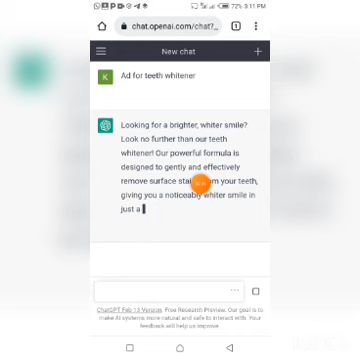 72% 3:11 PM
chat.openai.com/chat?_
1
New chat
K
Ad for teeth whitener
Looking for a brighter, whiter smile?
Look no further than our teeth
whitener! Our powerful formula is
designed to gently and effectively
remove surface your teeth,
giving you a noticeably whiter smile in
just a
ChatGPT Feb 13 Version. Free Research Preview. Our goal is to
make AI systems more natural and safe to interact with. Your
feedback will help us improve.